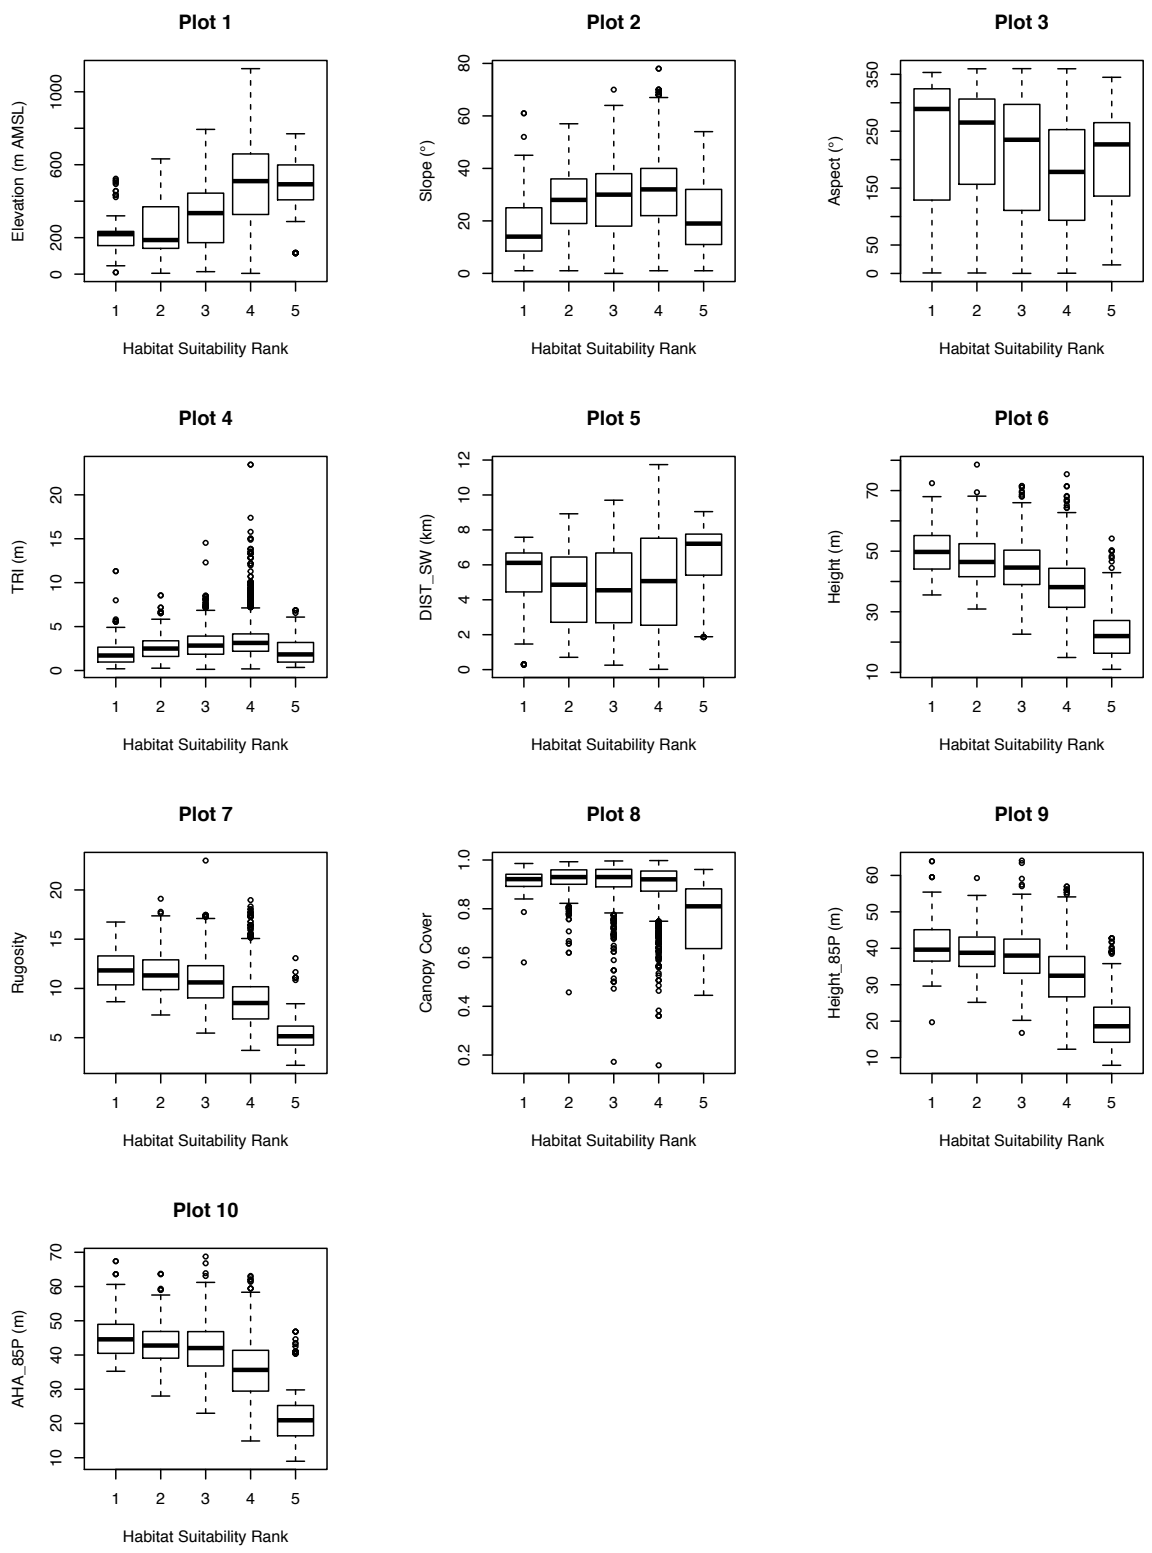 Plot 1
Elevation (m AMSL)
0 200 600 1000
1 2 3 4 5
Habitat Suitability Rank
Plot 2
Slope (°)
0 20 40 60 80
1 2 3 4 5
Habitat Suitability Rank
Plot 3
Aspect (°)
0 50 150 250 350
1 2 3 4 5
Habitat Suitability Rank
Plot 4
TRI (m)
0 5 10 15 20
1 2 3 4 5
Habitat Suitability Rank
Plot 5
DIST_SW (km)
0 2 4 6 8 10 12
1 2 3 4 5
Habitat Suitability Rank
Plot 6
Height (m)
10 30 50 70
1 2 3 4 5
Habitat Suitability Rank
Plot 7
Rugosity
5 10 15 20
1 2 3 4 5
Habitat Suitability Rank
Plot 8
Canopy Cover
0.2 0.4 0.6 0.8 1.0
1 2 3 4 5
Habitat Suitability Rank
Plot 9
Height_85P (m)
10 20 30 40 50 60
1 2 3 4 5
Habitat Suitability Rank
Plot 10
AHA_85P (m)
10 20 30 40 50 60 70
1 2 3 4 5
Habitat Suitability Rank